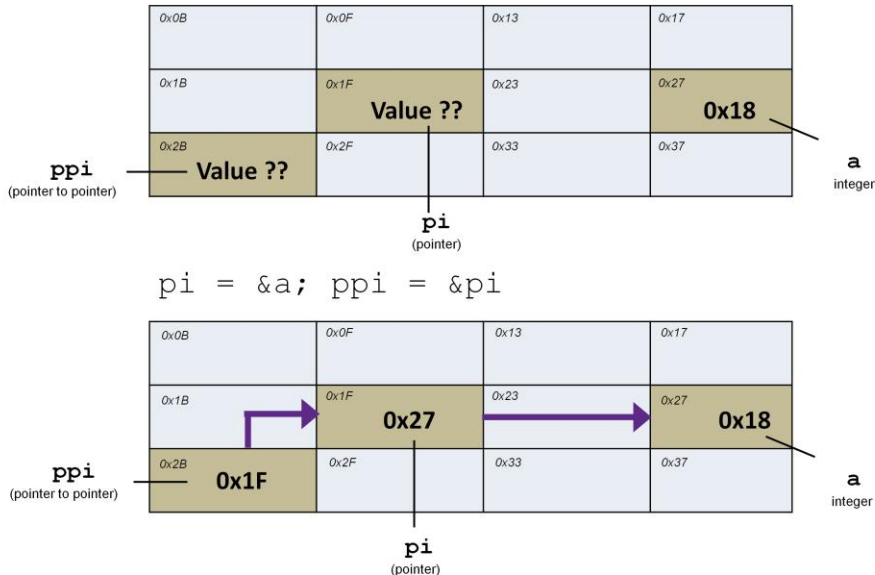 0x0B 0x0F 0x13 0x17
0x1B 0x1F 0x23 0x27
Value ?? 0x18
0x2B 0x2F 0x33 0x37
Value ??
ppi
(pointer to pointer)
a
integer
pi
(pointer)
pi = &a; ppi = &pi
0x0B 0x0F 0x13 0x17
0x1B 0x1F 0x23 0x27
0x27 0x18
0x2B 0x2F 0x33 0x37
0x1F
ppi
(pointer to pointer)
a
integer
pi
(pointer)